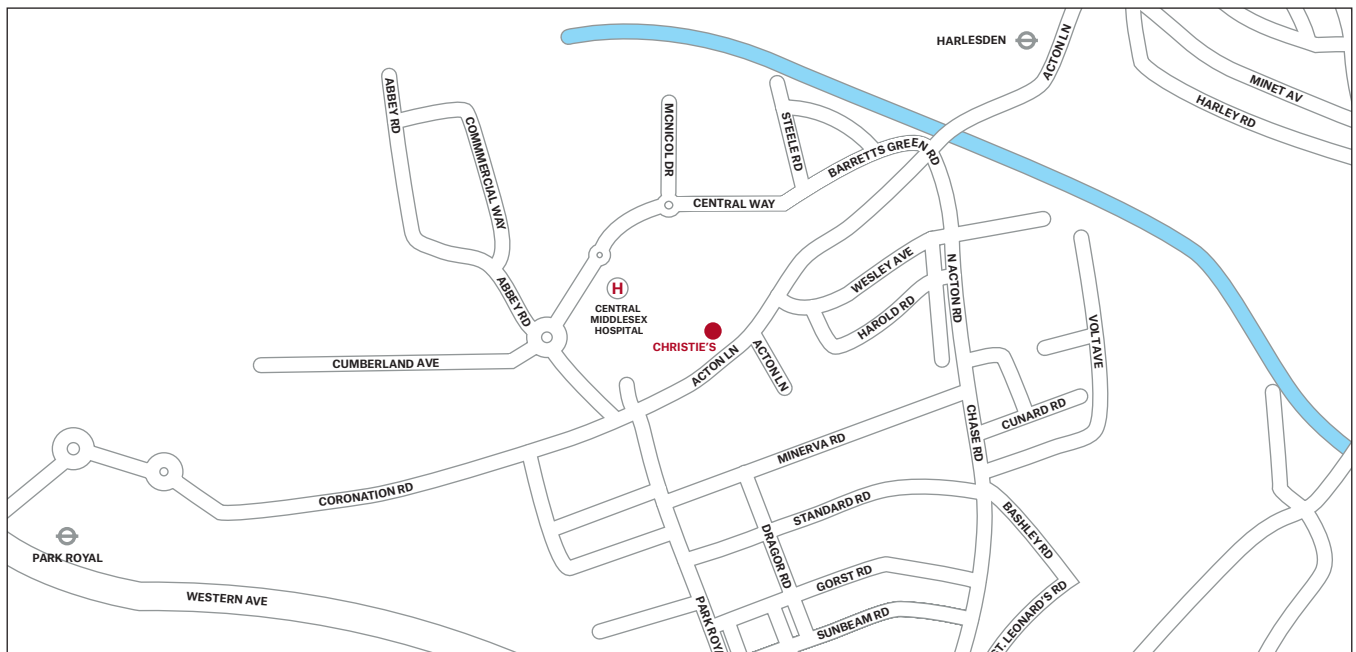 HARLESDEN
ACTON LN
MINET AV
HARLEY RD
ABBEY RD
COMMMERCIAL WAY
MCNICOL DR
STEELE RD
BARRETTS GREEN RD
CENTRAL WAY
ABBEY RD
H
CENTRAL
MIDDLESEX
HOSPITAL
CHRISTIE'S
WESLEY AVE
HAROLD RD
N ACTON RD
VOLT AVE
CUMBERLAND AVE
ACTON LN
ACTON LN
CUNARD RD
CHASE RD
MINERVA RD
CORONATION RD
STANDARD RD
BASHLEY RD
DRAGOR RD
PARK ROYAL
WESTERN AVE
GORST RD
SUNBEAM RD
PARK ROYA
ST. LEONARD'S RD